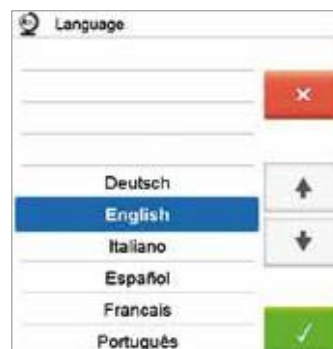 Language
Deutsch
English
Italiano
Español
Francais
Português